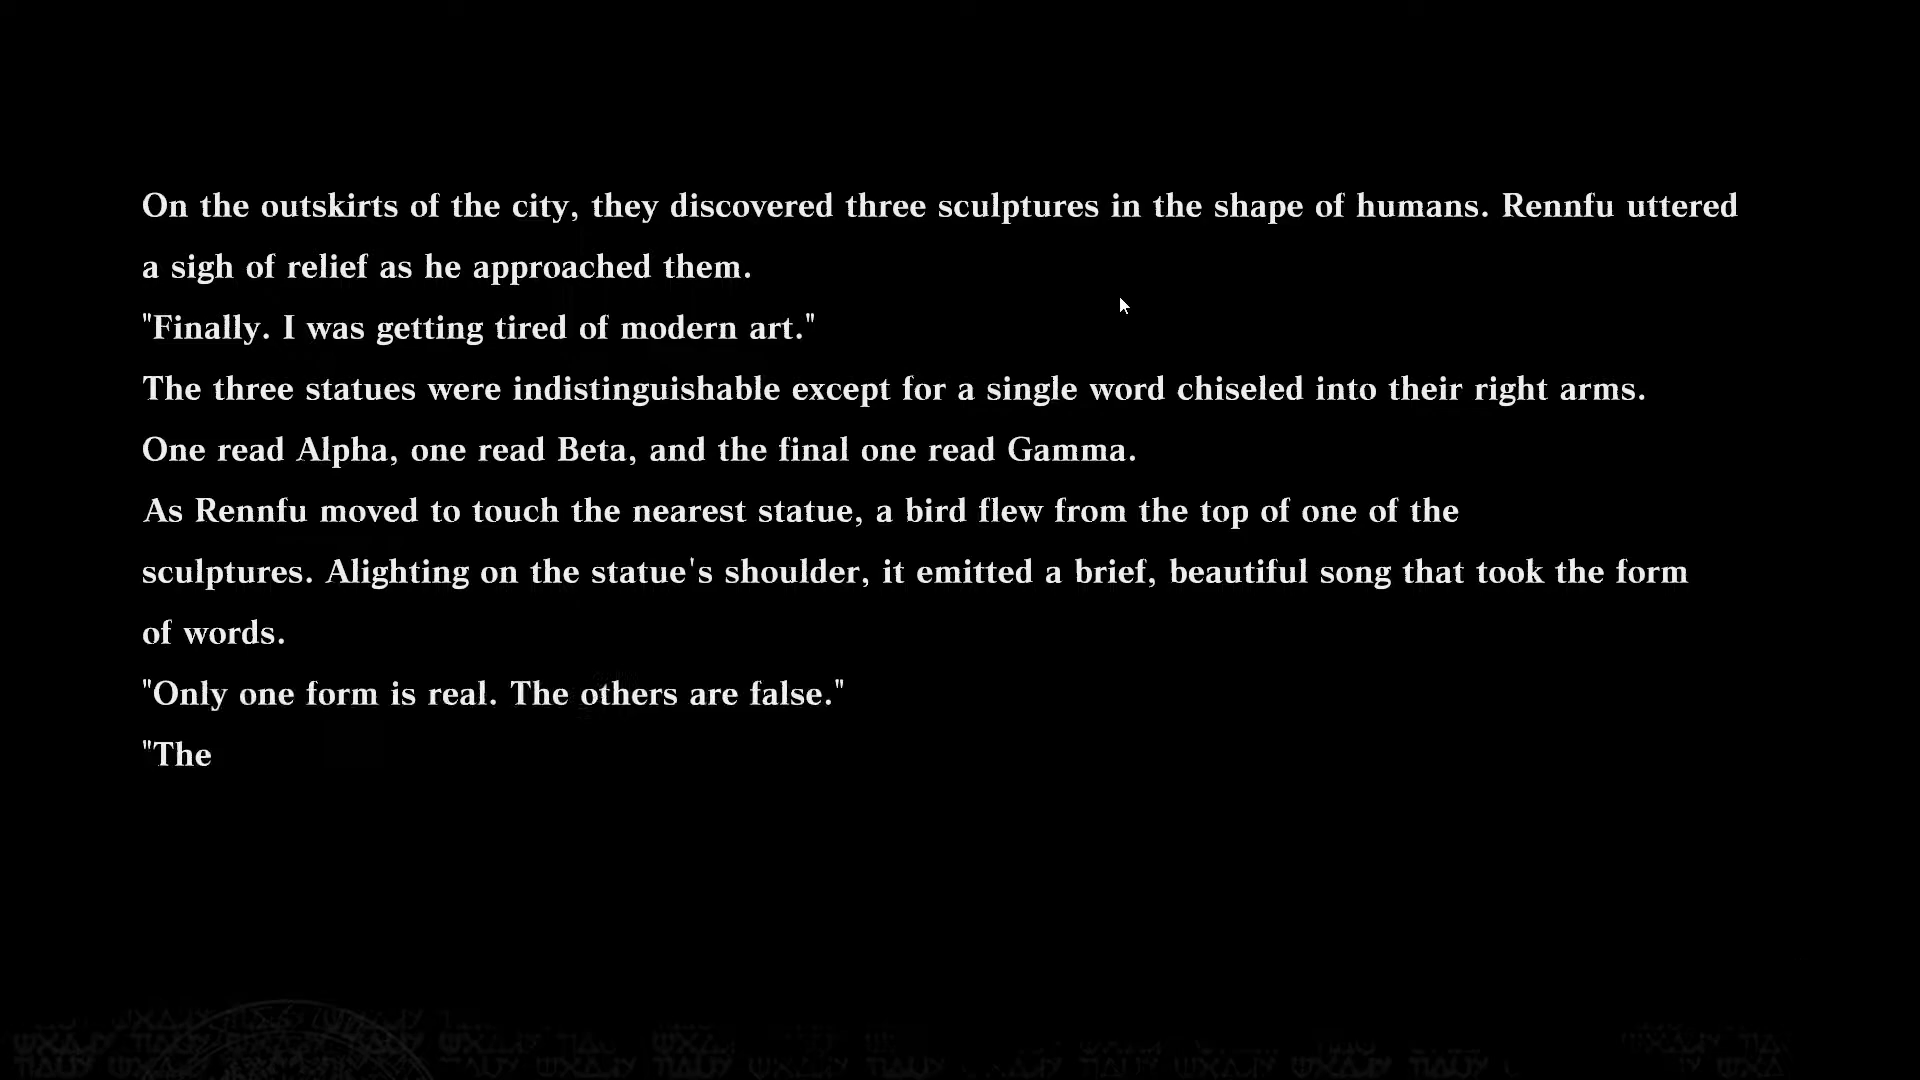 On the outskirts of the city, they discovered three sculptures in the shape of humans. Rennfu uttered
a sigh of relief as he approached them.
"Finally. I was getting tired of modern art."
The three statues were indistinguishable except for a single word chiseled into their right arms.
One read Alpha, one read Beta, and the final one read Gamma.
As Rennfu moved to touch the nearest statue, a bird flew from the top of one of the
sculptures. Alighting on the statue's shoulder, it emitted a brief, beautiful song that took the form
of words.
"Only one form is real. The others are false."
"The